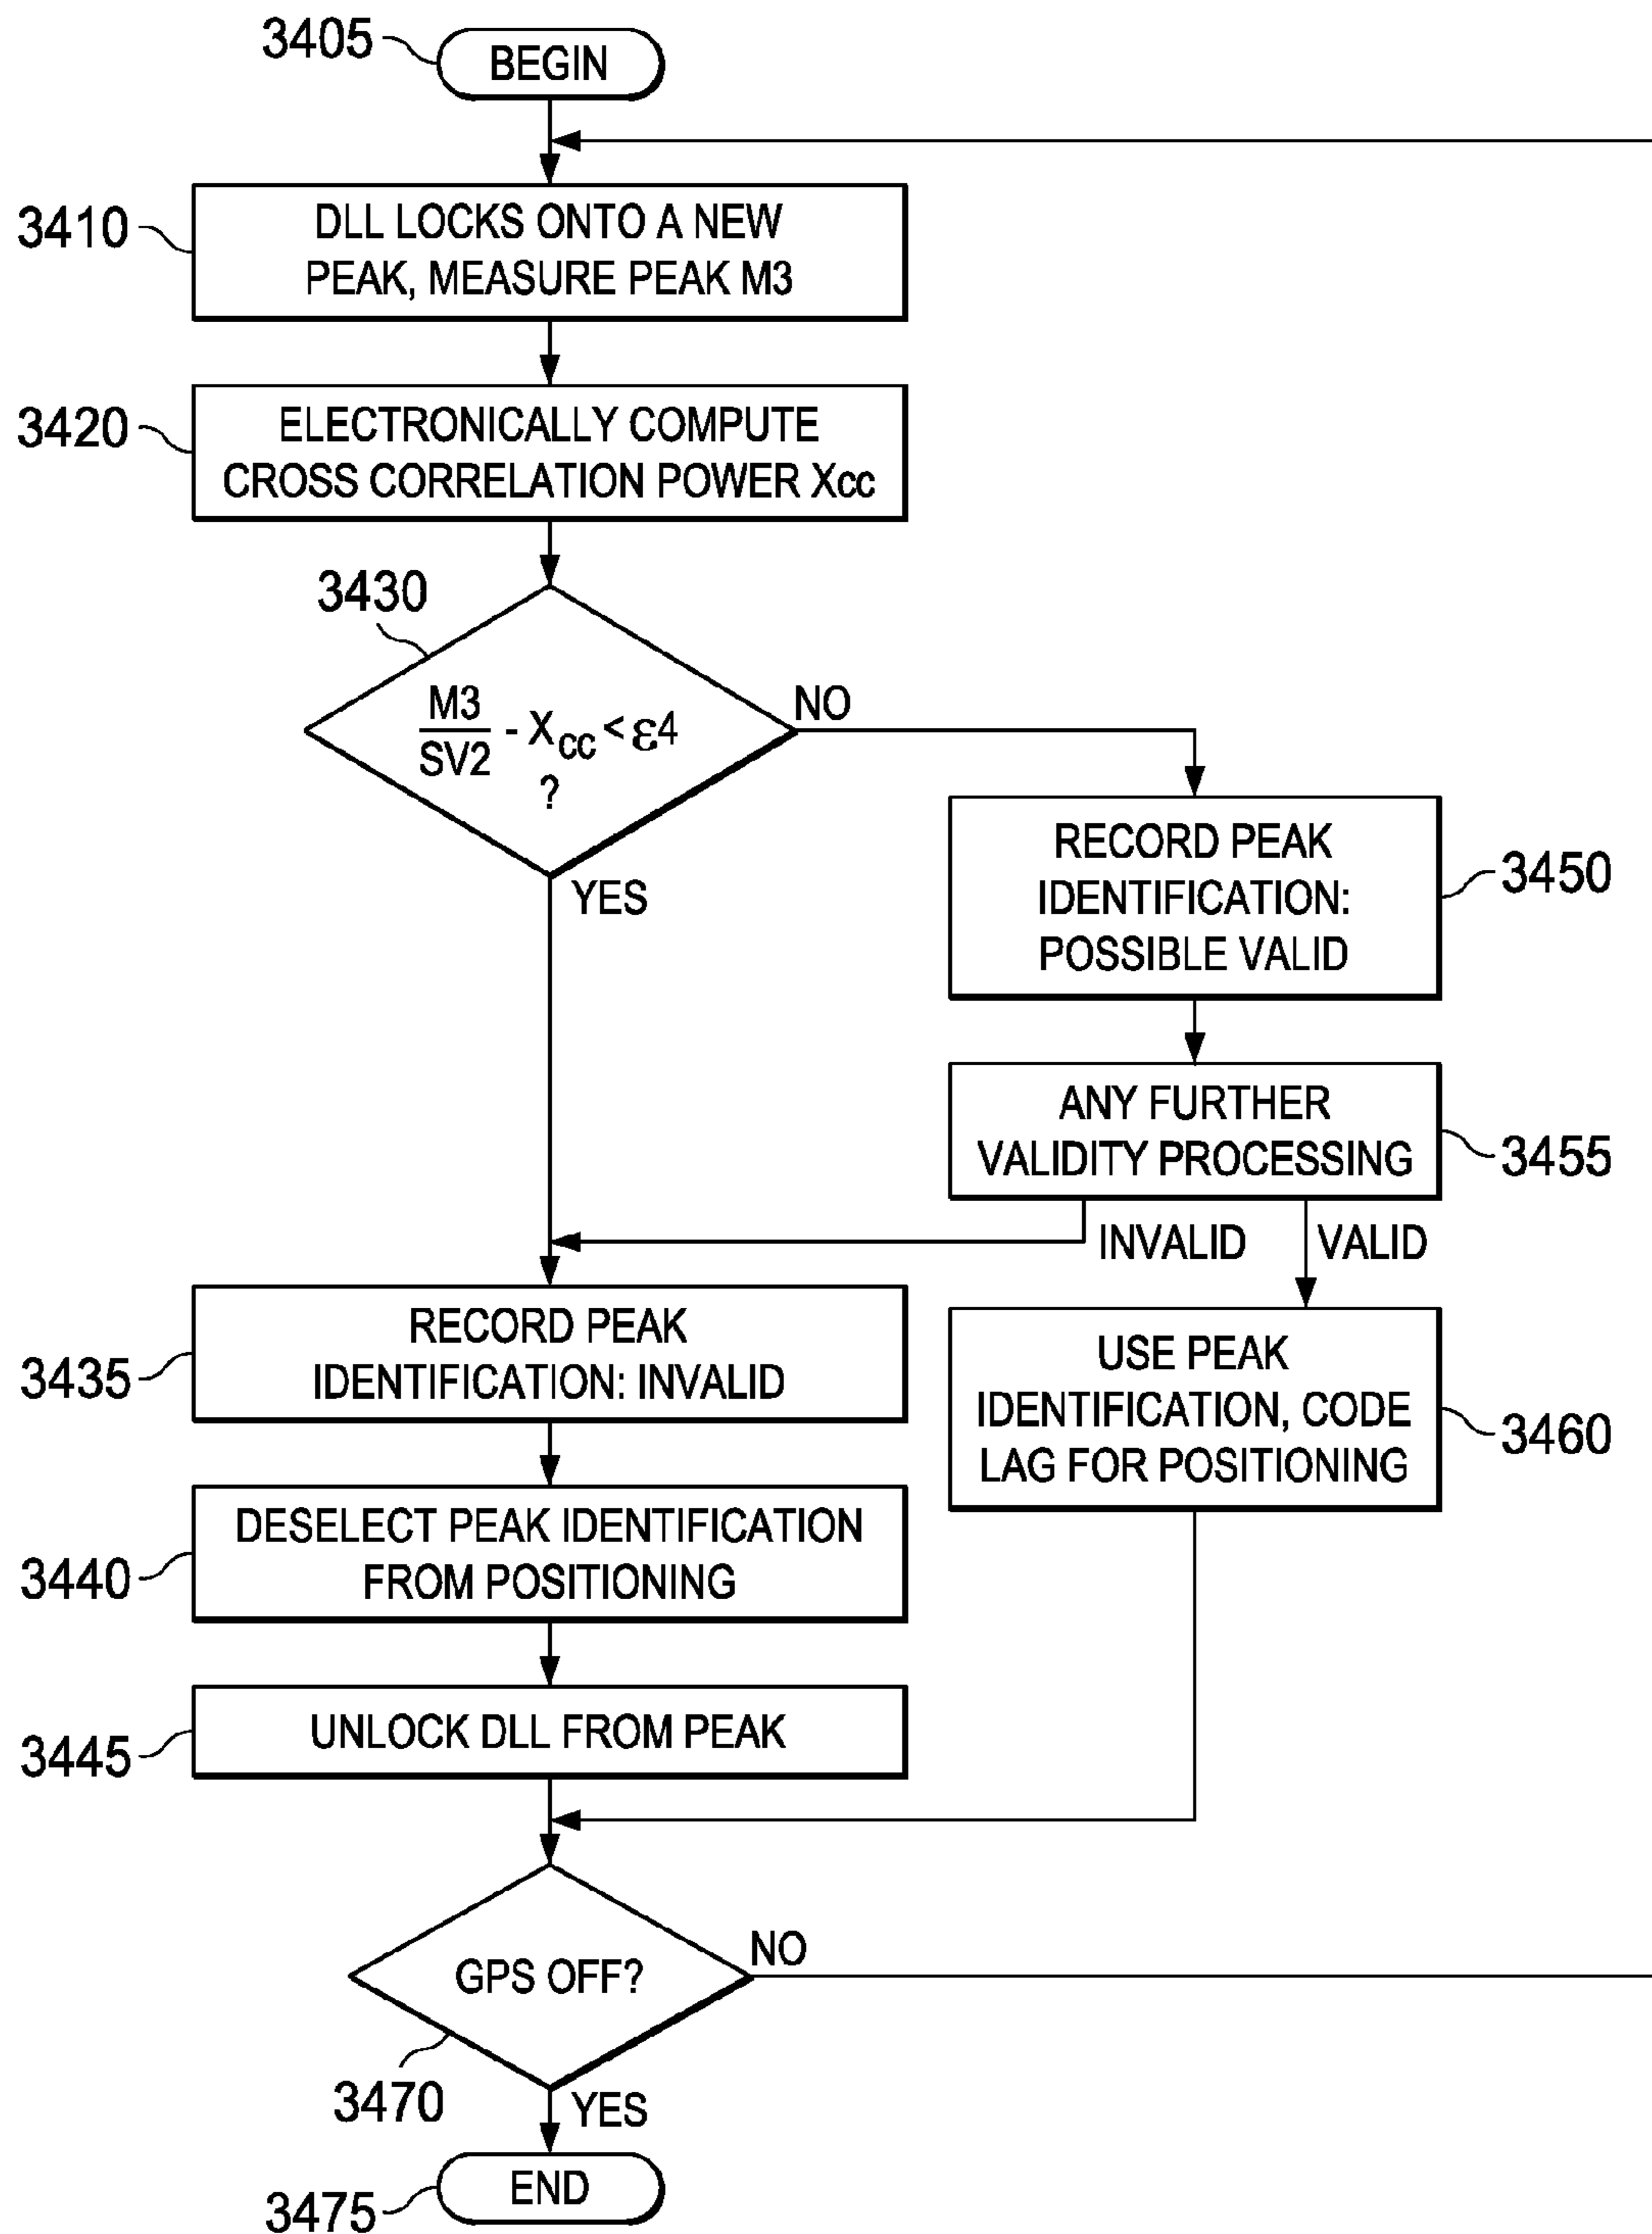 3405
BEGIN
3410
DLL LOCKS ONTO A NEW
PEAK, MEASURE PEAK M3
3420
ELECTRONICALLY COMPUTE
CROSS CORRELATION POWER Xcc
3430
M3
SV2
- Xcc < ε4
?
NO
YES
RECORD PEAK
IDENTIFICATION:
POSSIBLE VALID
3450
ANY FURTHER
VALIDITY PROCESSING
3455
INVALID
VALID
3435
RECORD PEAK
IDENTIFICATION: INVALID
USE PEAK
IDENTIFICATION, CODE
LAG FOR POSITIONING
3460
3440
DESELECT PEAK IDENTIFICATION
FROM POSITIONING
3445
UNLOCK DLL FROM PEAK
GPS OFF?
NO
3470
YES
3475
END